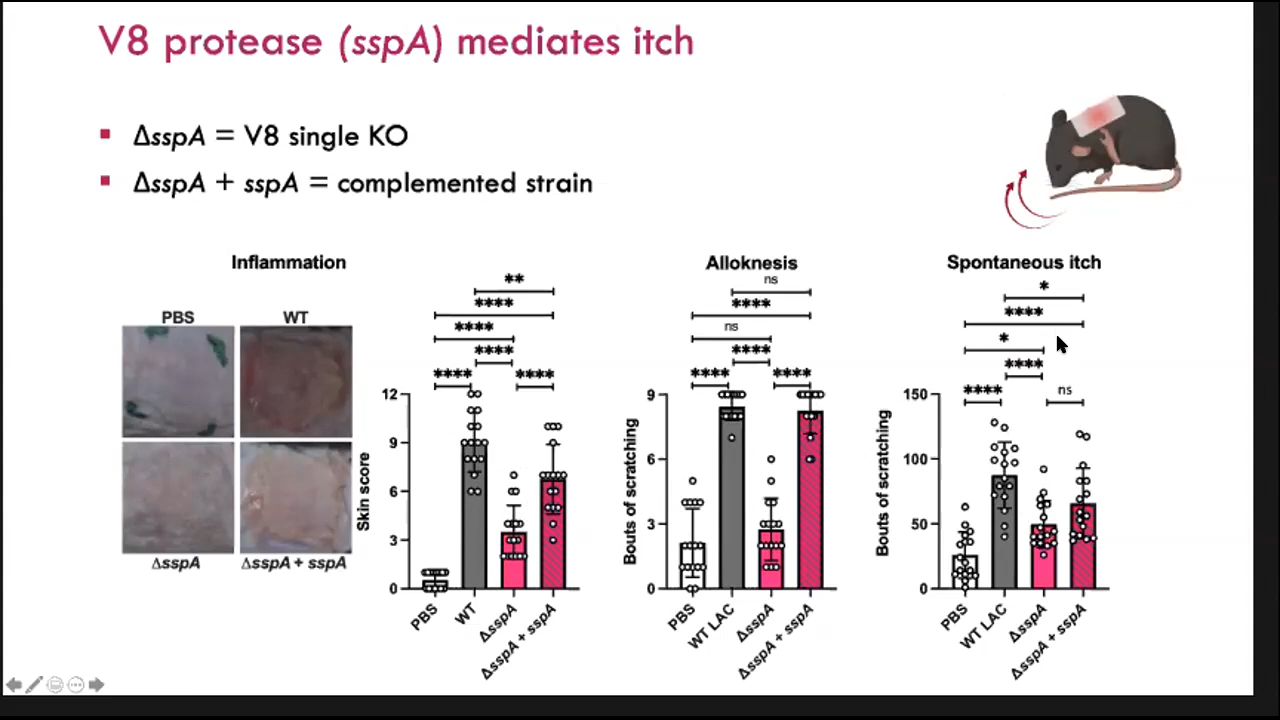 V8 protease (sspA) mediates itch
▪ ΔsspA = V8 single KO
▪ ΔsspA + sspA = complemented strain
Inflammation
PBS WT
ΔsspA ΔsspA + sspA
**
****
****
****
**** ****
Skin score
12
9
6
3
0
PBS
WT
ΔsspA
ΔsspA + sspA
Alloknesis
ns
****
ns
****
**** ****
Bouts of scratching
9
6
3
0
PBS
WT LAC
ΔsspA
ΔsspA + sspA
Spontaneous itch
*
****
*
****
**** ns
Bouts of scratching
150
100
50
0
PBS
WT LAC
ΔsspA
ΔsspA + sspA